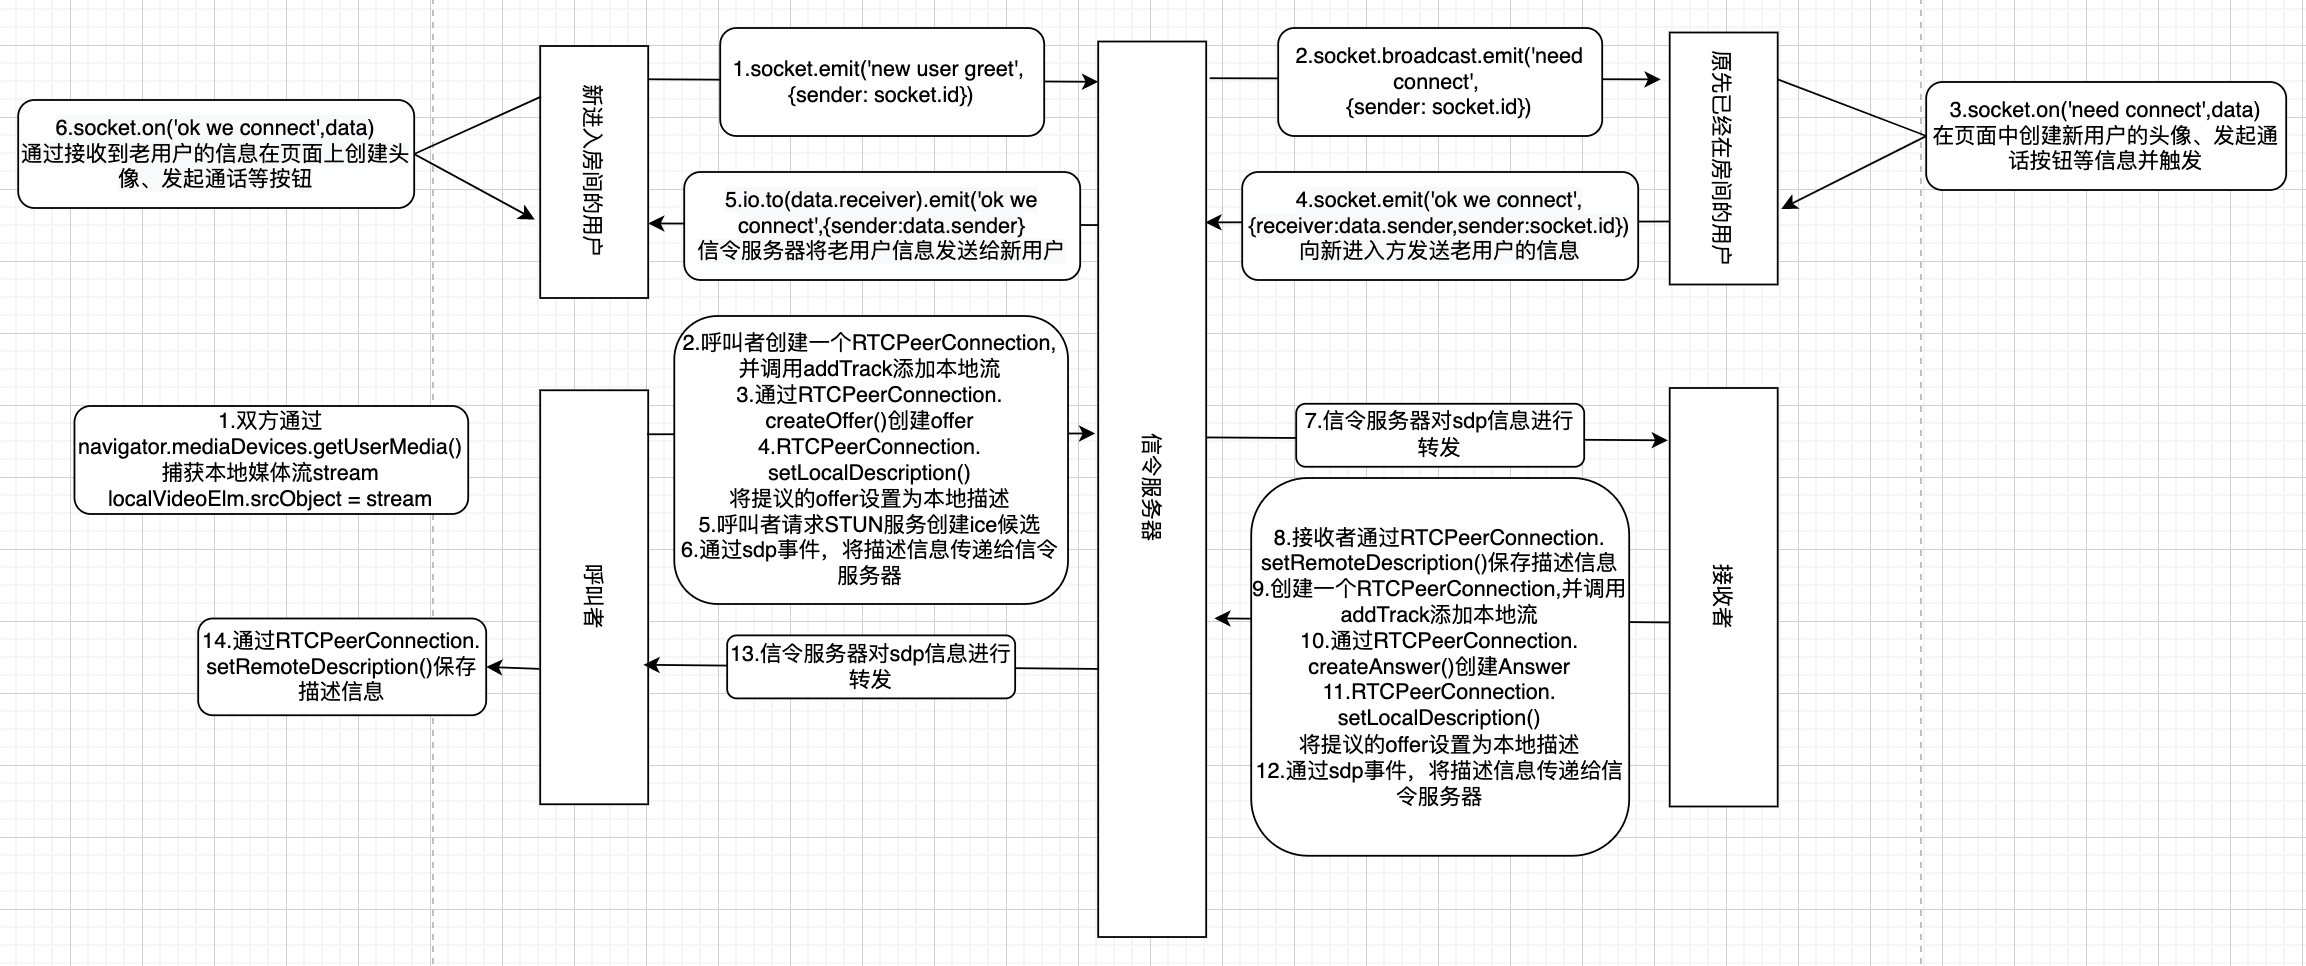 新进入房间的用户
1.socket.emit('new user greet',
{sender: socket.id})
2.socket.broadcast.emit('need
connect',
{sender: socket.id})
原先已经在房间的用户
3.socket.on('need connect',data)
在页面中创建新用户的头像、发起通
话按钮等信息并触发
4.socket.emit('ok we connect',
{receiver:data.sender,sender:socket.id})
向新进入方发送老用户的信息
5.io.to(data.receiver).emit('ok we
connect',{sender:data.sender}
信令服务器将老用户信息发送给新用户
6.socket.on('ok we connect',data)
通过接收到老用户的信息在页面上创建头
像、发起通话等按钮
信令服务器
1.双方通过
navigator.mediaDevices.getUserMedia()
捕获本地媒体流stream
localVideoElm.srcObject = stream
呼叫者
2.呼叫者创建一个RTCPeerConnection,
并调用addTrack添加本地流
3.通过RTCPeerConnection.
createOffer()创建offer
4.RTCPeerConnection.
setLocalDescription()
将提议的offer设置为本地描述
5.呼叫者请求STUN服务创建ice候选
6.通过sdp事件，将描述信息传递给信令
服务器
7.信令服务器对sdp信息进行
转发
接收者
8.接收者通过RTCPeerConnection.
setRemoteDescription()保存描述信息
9.创建一个RTCPeerConnection,并调用
addTrack添加本地流
10.通过RTCPeerConnection.
createAnswer()创建Answer
11.RTCPeerConnection.
setLocalDescription()
将提议的offer设置为本地描述
12.通过sdp事件，将描述信息传递给信
令服务器
13.信令服务器对sdp信息进行
转发
14.通过RTCPeerConnection.
setRemoteDescription()保存
描述信息